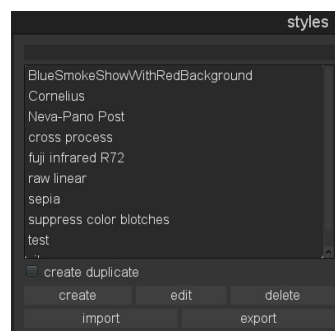 styles
BlueSmokeShowWithRedBackground
Cornelius
Neva-Pano Post
cross process
fuji infrared R72
raw linear
sepia
suppress color blotches
test
create duplicate
create edit delete
import export